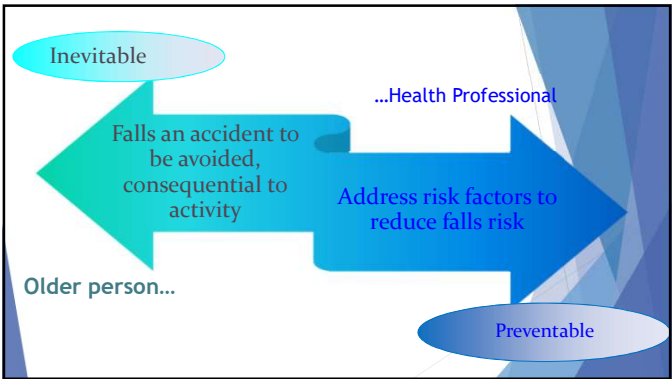 Inevitable
...Health Professional
Falls an accident to
be avoided,
consequential to
activity
Address risk factors to
reduce falls risk
Older person...
Preventable